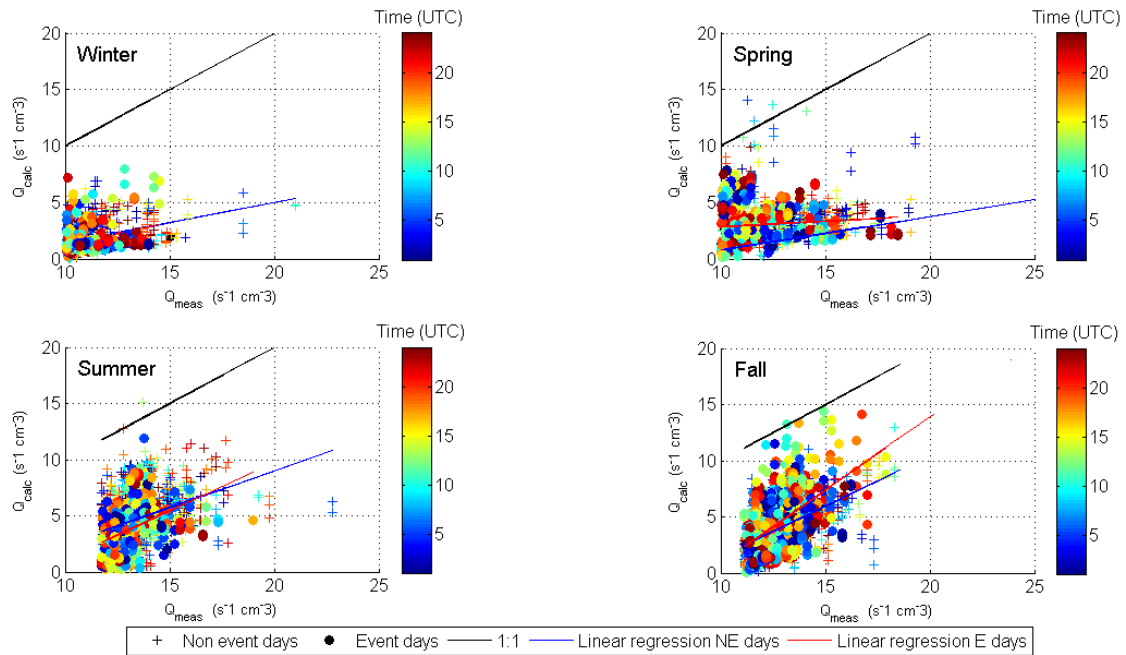 Time (UTC)
Time (UTC)
Winter
Spring
20
15
10
5
0
Q_calc (s⁻¹ cm⁻³)
10 15 20 25
Q_meas (s⁻¹ cm⁻³)
20
15
10
5
20
15
10
5
0
Q_calc (s⁻¹ cm⁻³)
10 15 20 25
Q_meas (s⁻¹ cm⁻³)
20
15
10
5
Time (UTC)
Time (UTC)
Summer
Fall
20
15
10
5
0
Q_calc (s⁻¹ cm⁻³)
10 15 20 25
Q_meas (s⁻¹ cm⁻³)
20
15
10
5
20
15
10
5
0
Q_calc (s⁻¹ cm⁻³)
10 15 20 25
Q_meas (s⁻¹ cm⁻³)
20
15
10
5
Non event days Event days 1:1 Linear regression NE days Linear regression E days